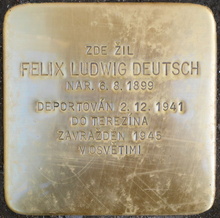 ZDE ŽIL
FELIX LUDWIG DEUTSCH
NAR. 6. 8. 1899
DEPORTOVÁN 2. 12. 1941
DO TEREZÍNA
ZAVRAŽDĚN 1945
V OSVĚTIMI